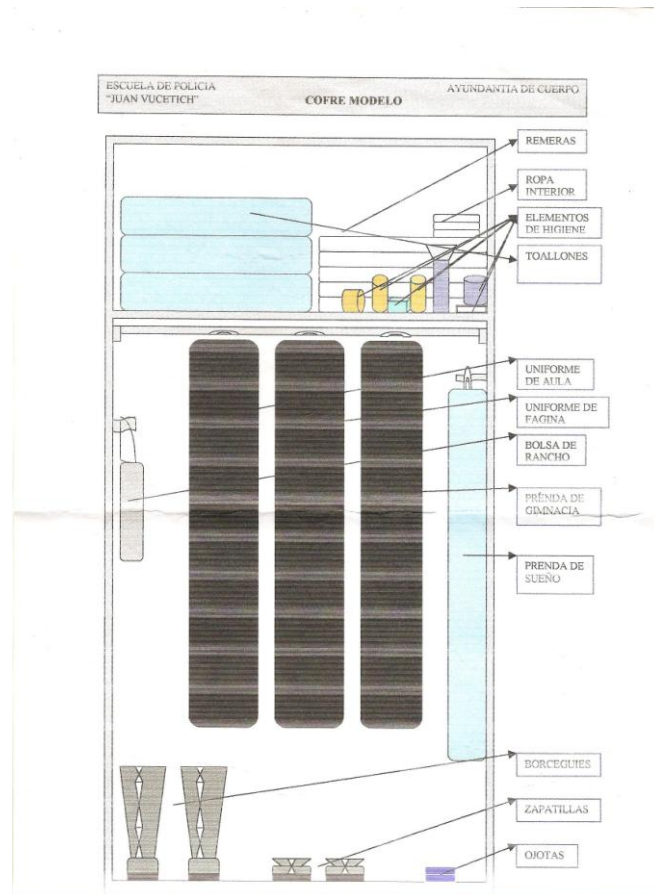 ESCUELA DE POLICIA
"JUAN VUCETICH"
COFRE MODELO
AYUNDANTIA DE CUERPO
REMERAS
ROPA
INTERIOR
ELEMENTOS
DE HIGIENE
TOALLONES
UNIFORME
DE AULA
UNIFORME DE
FAGINA
BOLSA DE
RANCHO
PRENDA DE
GIMNACIA
PRENDA DE
SUEÑO
BORCEGUIES
ZAPATILLAS
OJOTAS